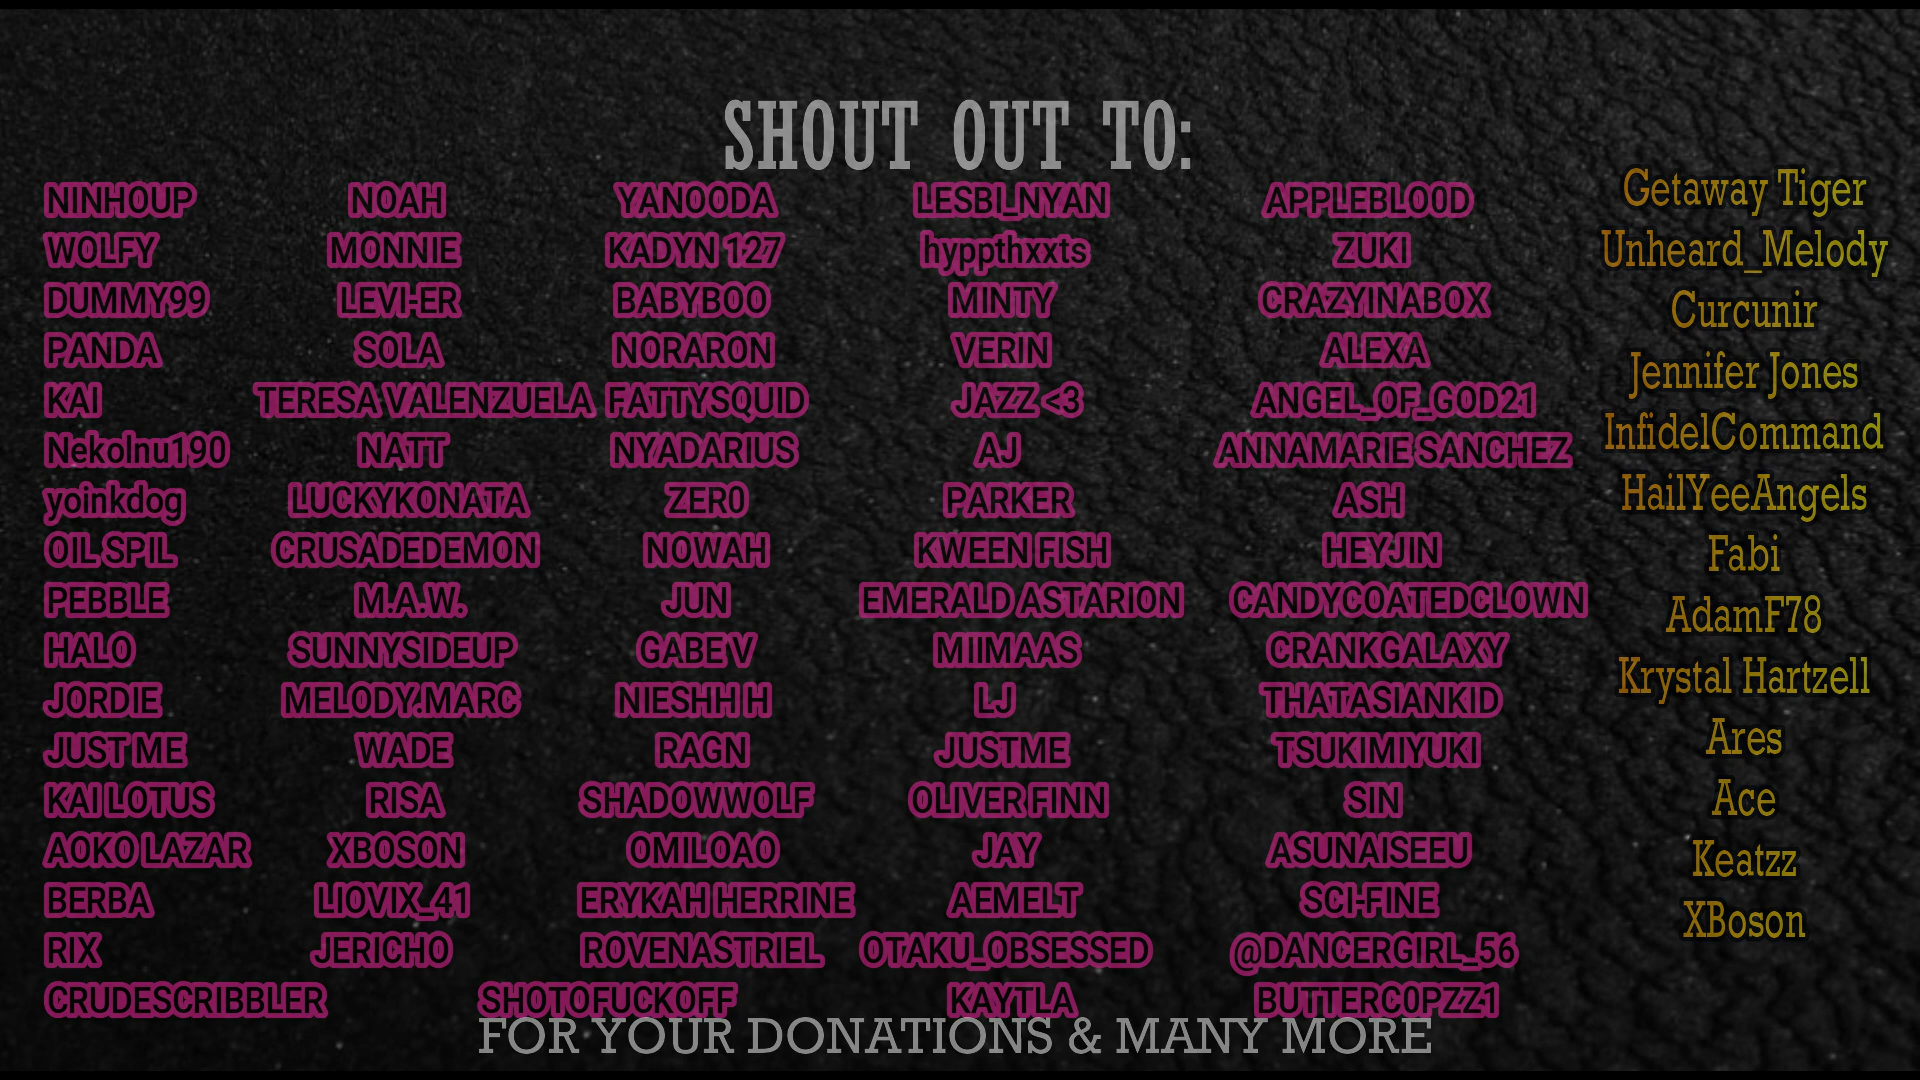 SHOUT OUT TO:
NINHOUP NOAH YANOODA LESBI_NYAN APPLEBLOOD Getaway Tiger
WOLFY MONNIE KADYN 127 hyppthxxts ZUKI Unheard_Melody
DUMMY99 LEVI-ER BABYBOO MINTY CRAZYINABOX Curcunir
PANDA SOLA NORARON VERIN ALEXA Jennifer Jones
KAI TERESA VALENZUELA FATTYSQUID JAZZ <3 ANGEL_OF_GOD21 InfidelCommand
Nekolnu190 NATT NYADARIUS AJ ANNAMARIE SANCHEZ HailYeeAngels
yoinkdog LUCKYKONATA ZER0 PARKER ASH Fabi
OIL SPIL CRUSADEDEMON NOWAH KWEEN FISH HEYJIN AdamF78
PEBBLE M.A.W. JUN EMERALD ASTARION CANDYCOATEDCLOWN Krystal Hartzell
HALO SUNNYSIDEUP GABE V MIIMAAS CRANKGALAXY Ares
JORDIE MELODY.MARC NIESHH H LJ THATASIANKID Ace
JUST ME WADE RAGN JUSTME TSUKIMIYUKI Keatzz
KAI LOTUS RISA SHADOWWOLF OLIVER FINN SIN XBoson
AOKO LAZAR XBOSON OMILOAO JAY ASUNAISEEU
BERBA LIOVIX_41 ERYKAH HERRINE AEMELT SCI-FINE
RIX JERICHO ROVENASTRIEL OTAKU_OBSESSED @DANCERGIRL_56
CRUDESCRIBBLER SHOTOFUCKOFF KAYTLA BUTTERC0PZZ1
FOR YOUR DONATIONS & MANY MORE